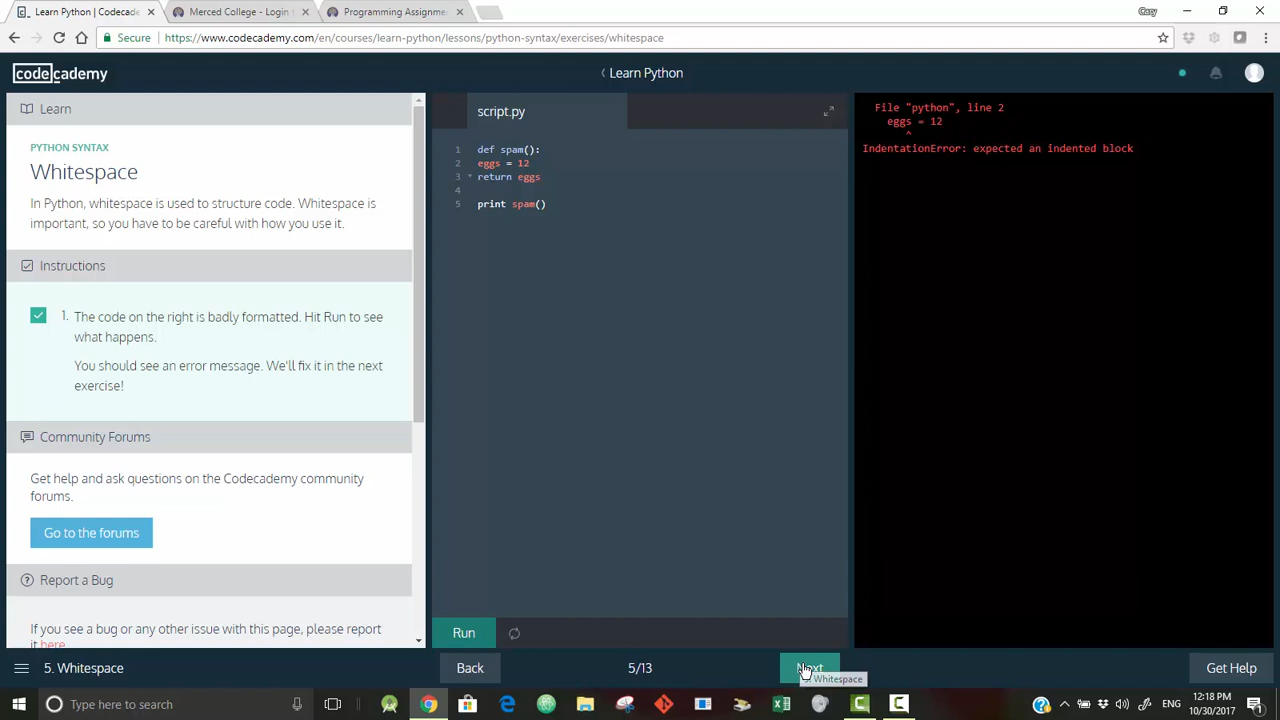 Learn Python | Codecade
Merced College - Login
Programming Assignme
Gary
Secure
https://www.codecademy.com/en/courses/learn-python/lessons/python-syntax/exercises/whitespace
codecademy
Learn Python
Learn
PYTHON SYNTAX
Whitespace
In Python, whitespace is used to structure code. Whitespace is
important, so you have to be careful with how you use it.
Instructions
1. The code on the right is badly formatted. Hit Run to see
what happens.
You should see an error message. We'll fix it in the next
exercise!
Community Forums
Get help and ask questions on the Codecademy community
forums.
Go to the forums
Report a Bug
If you see a bug or any other issue with this page, please report
it here.
script.py
1 def spam():
2 eggs = 12
3 return eggs
4
5 print spam()
Run
File "python", line 2
eggs = 12
^
IndentationError: expected an indented block
5. Whitespace
Back
5/13
Next
Whitespace
Get Help
Type here to search
12:18 PM
10/30/2017